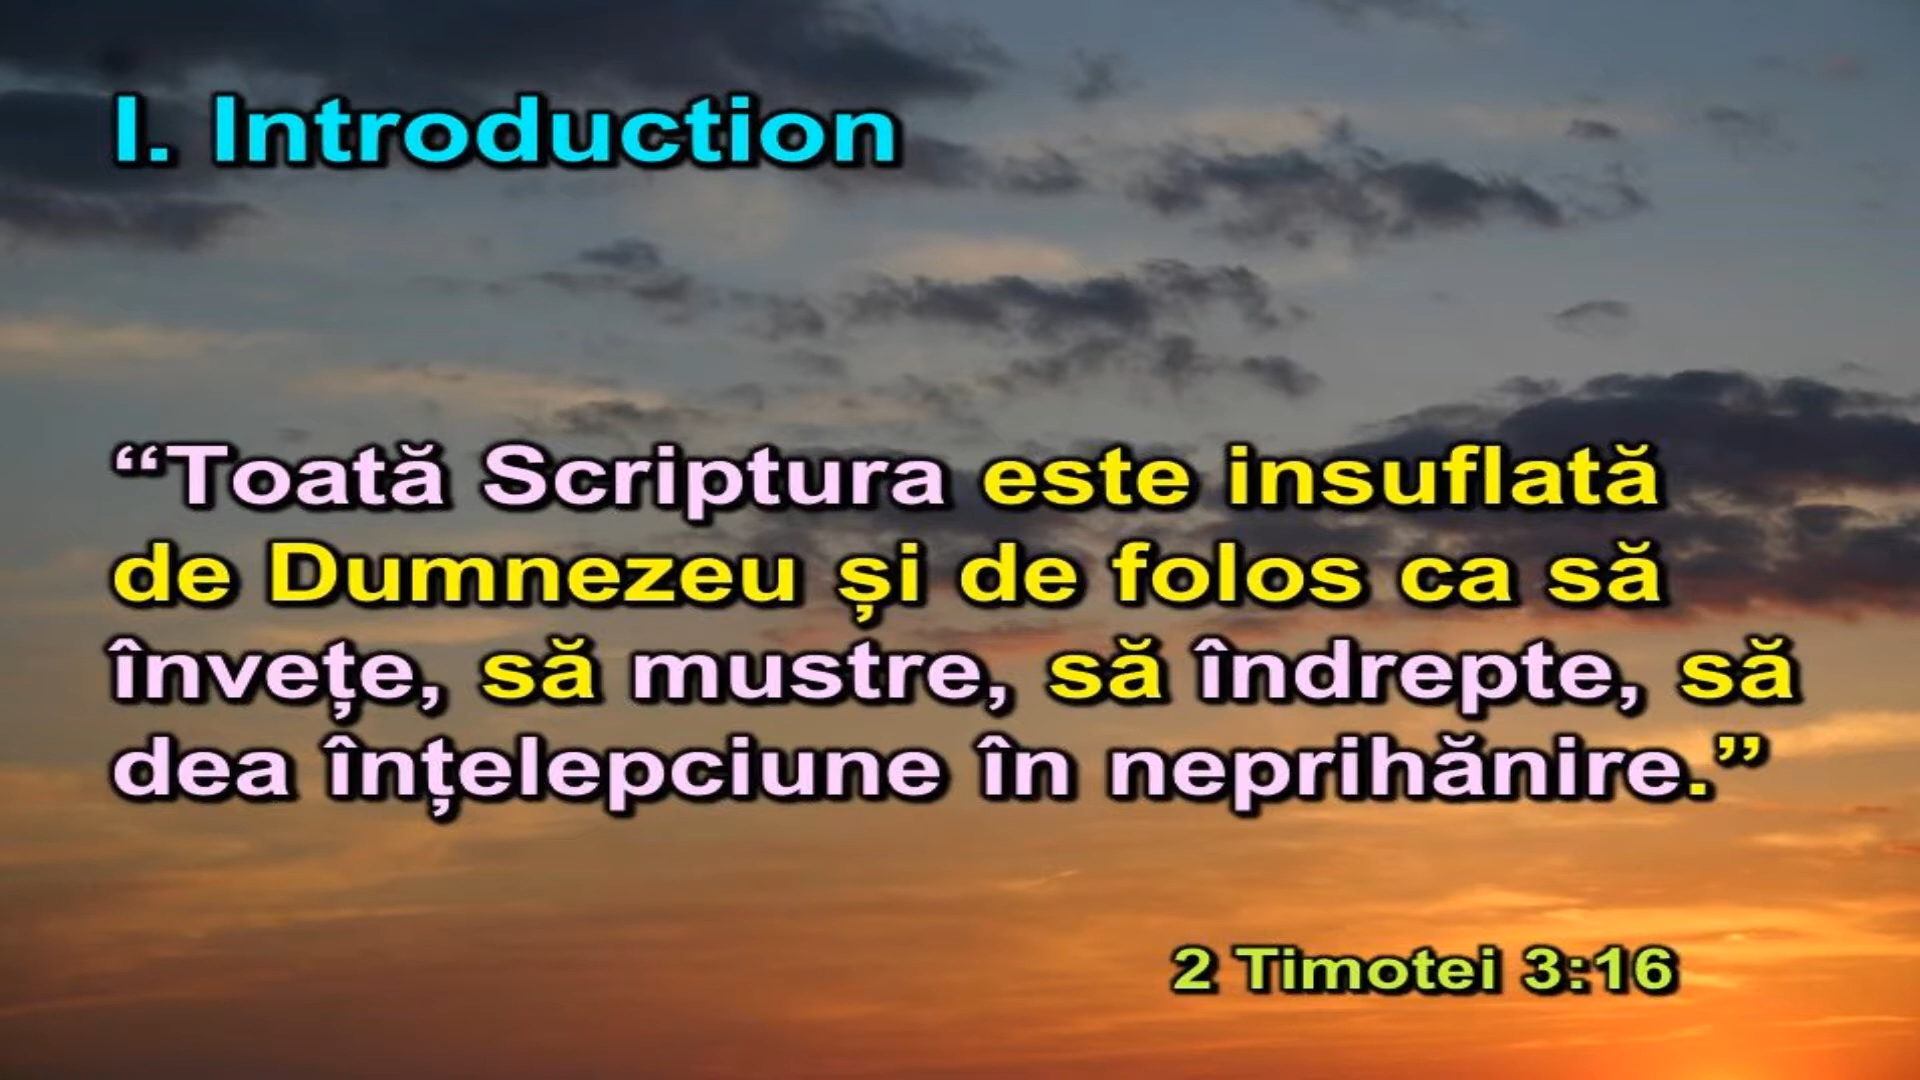 I. Introduction
“Toată Scriptura este insuflată
de Dumnezeu și de folos ca să
învețe, să mustre, să îndrepte, să
dea înțelepciune în neprihănire.”
2 Timotei 3:16